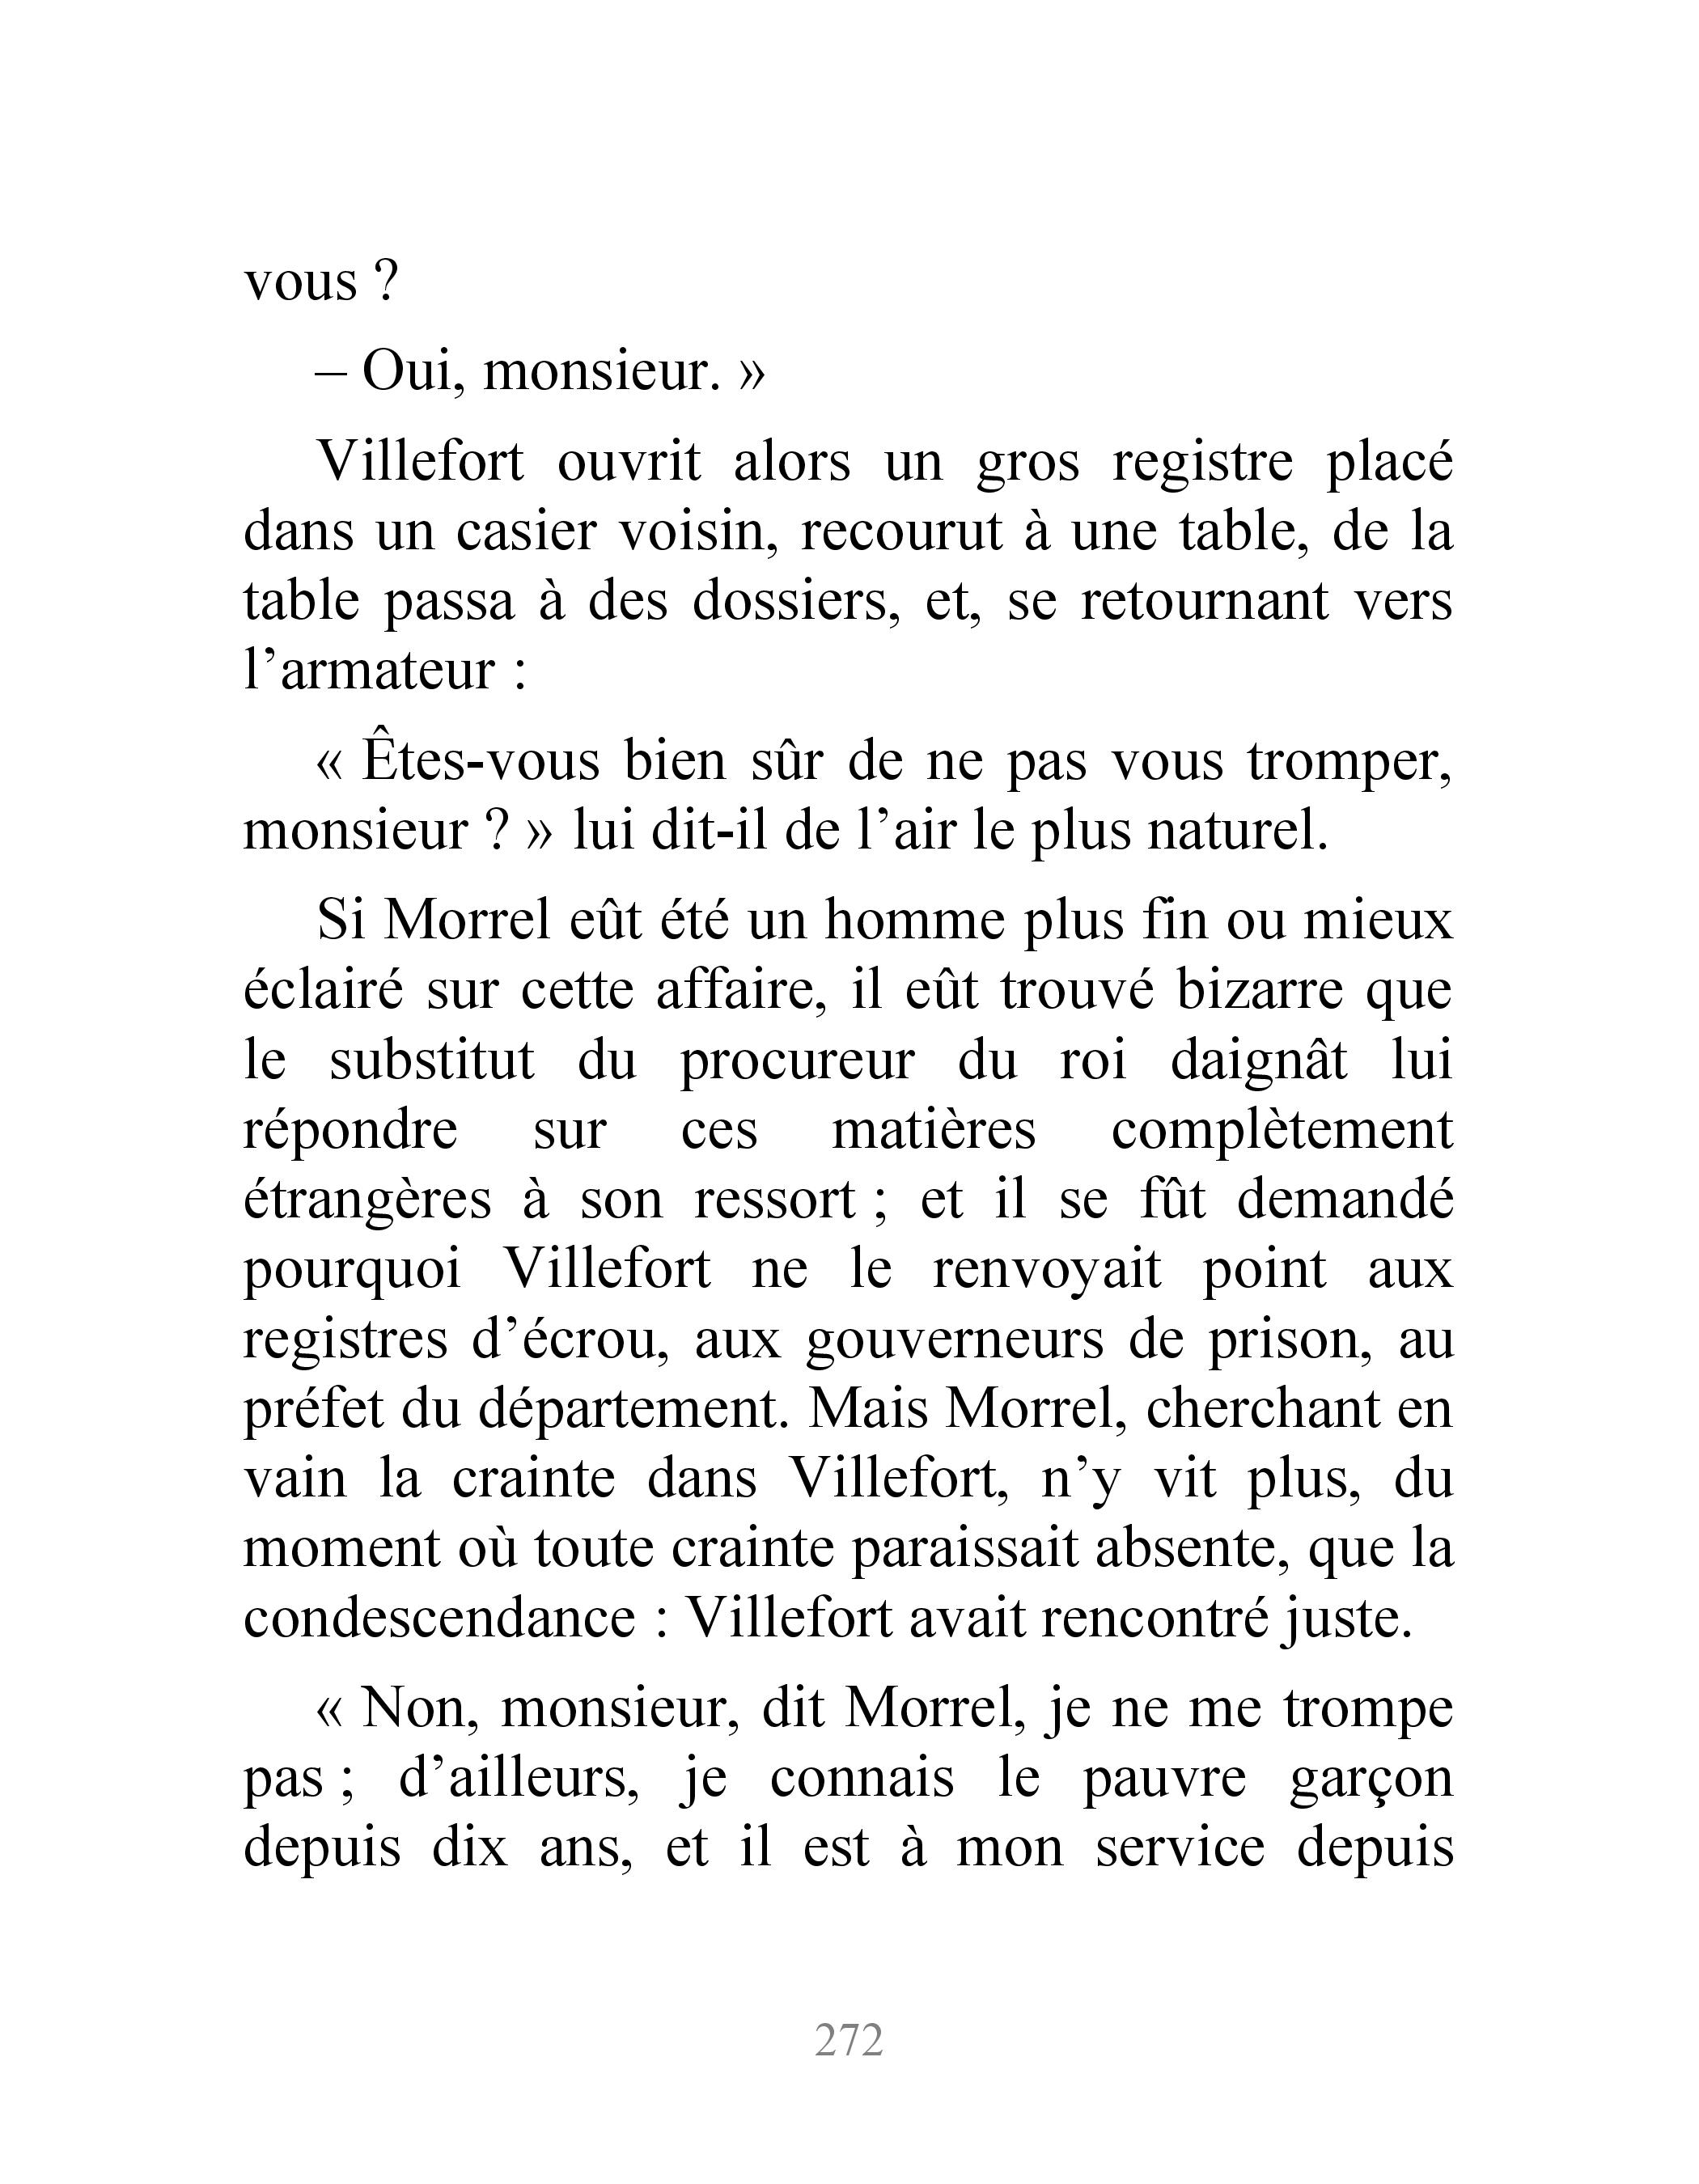 vous ?
– Oui, monsieur. »
Villefort ouvrit alors un gros registre placé
dans un casier voisin, recourut à une table, de la
table passa à des dossiers, et, se retournant vers
l’armateur :
« Êtes-vous bien sûr de ne pas vous tromper,
monsieur ? » lui dit-il de l’air le plus naturel.
Si Morrel eût été un homme plus fin ou mieux
éclairé sur cette affaire, il eût trouvé bizarre que
le substitut du procureur du roi daignât lui
répondre sur ces matières complètement
étrangères à son ressort ; et il se fût demandé
pourquoi Villefort ne le renvoyait point aux
registres d’écrou, aux gouverneurs de prison, au
préfet du département. Mais Morrel, cherchant en
vain la crainte dans Villefort, n’y vit plus, du
moment où toute crainte paraissait absente, que la
condescendance : Villefort avait rencontré juste.
« Non, monsieur, dit Morrel, je ne me trompe
pas ; d’ailleurs, je connais le pauvre garçon
depuis dix ans, et il est à mon service depuis
272